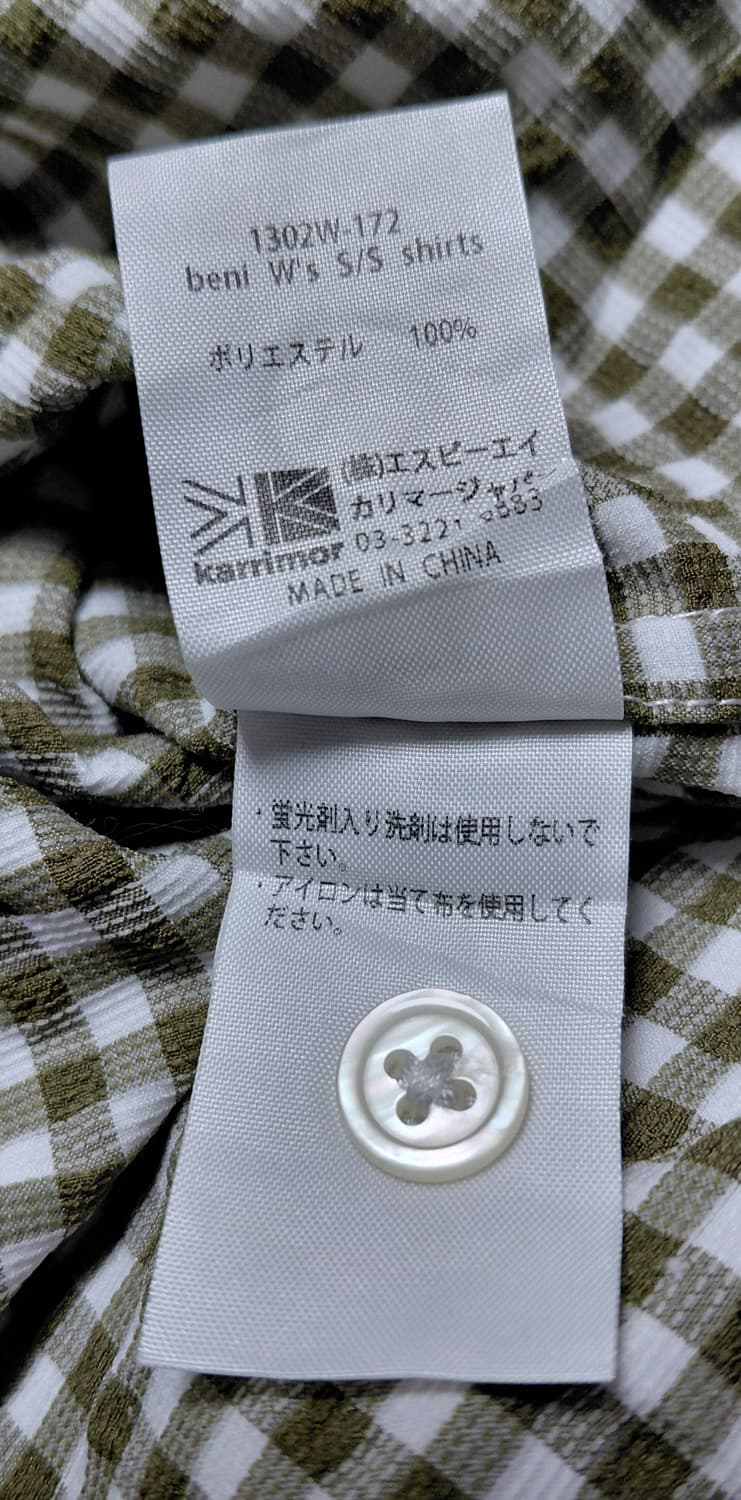 1302W-172
beni W's S/S shirts
ポリエステル 100%
(株)エスピーエイ
カリマージャパン
karrimor 03-3221
MADE IN CHINA
・蛍光剤入り洗剤は使用しないで
下さい。
・アイロンは当て布を使用してく
ださい。